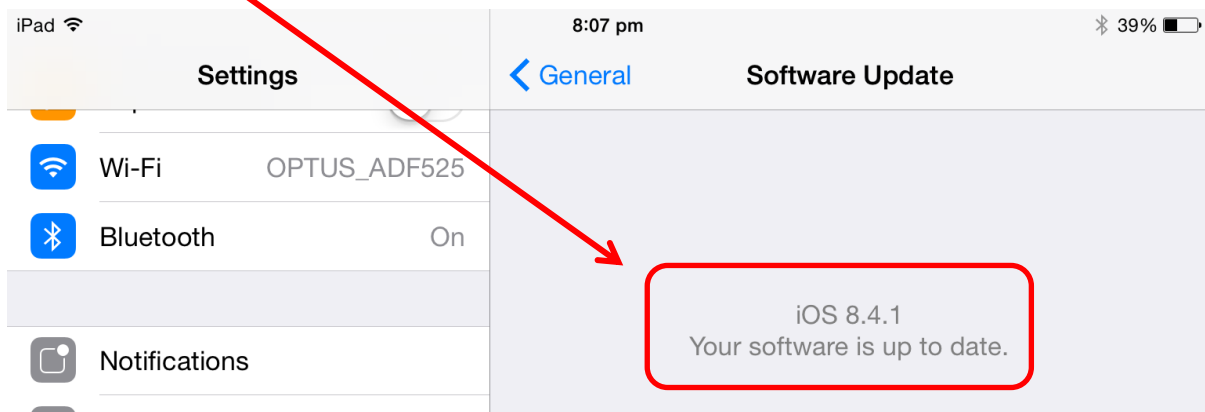 iPad 8:07 pm 39%
Settings General Software Update
Wi-Fi OPTUS_ADF525
Bluetooth On
iOS 8.4.1
Your software is up to date.
Notifications